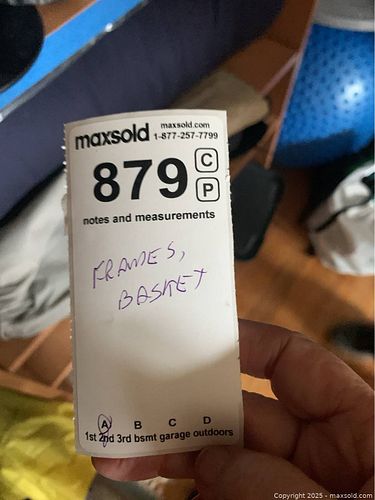 maxsold maxsold.com
1-877-257-7799
879 C
P
notes and measurements
FRAMES,
BASKET
A B C D
1st 2nd 3rd bsmt garage outdoors
Copyright 2025 - maxsold.com